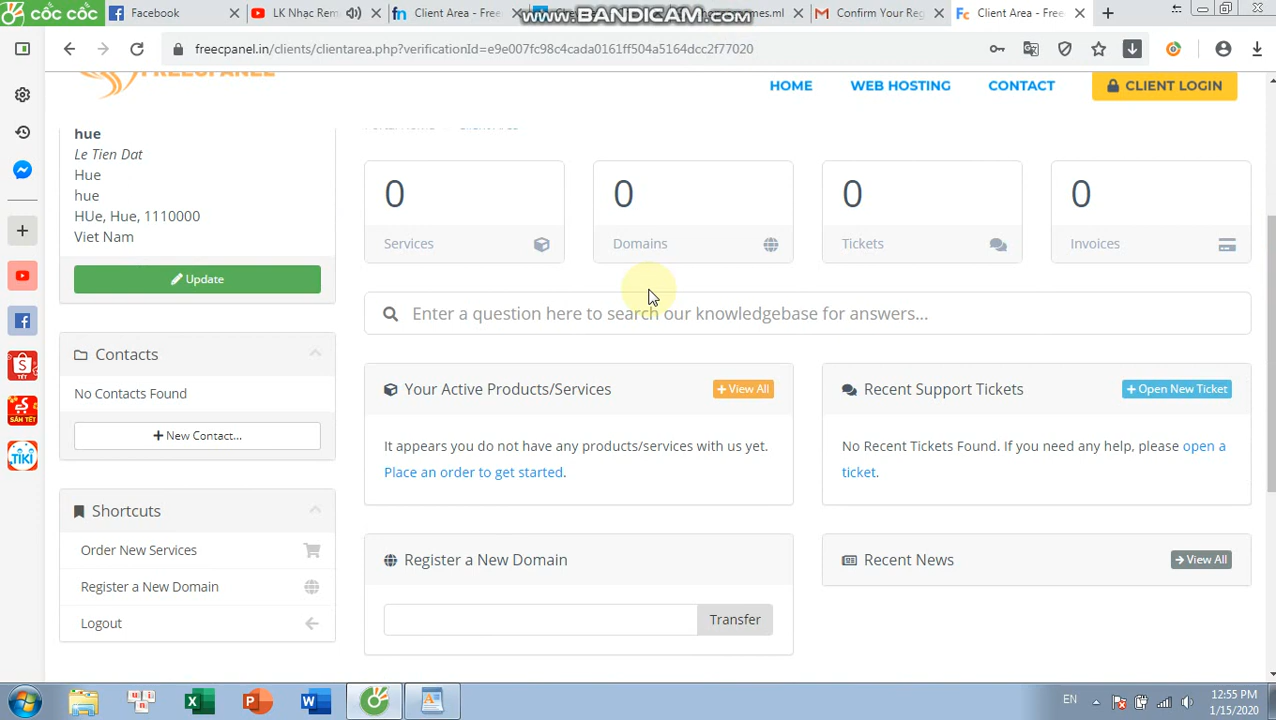 cốc cốc
Facebook
LK Nhạc Rem
Client Area - Free
Confirm Your Reg
Client Area - Free
www.BANDICAM.com
freecpanel.in/clients/clientarea.php?verificationId=e9e007fc98c4cada0161ff504a5164dcc2f77020
FREECPANEL
HOME
WEB HOSTING
CONTACT
CLIENT LOGIN
hue
Le Tien Dat
Hue
hue
HUe, Hue, 1110000
Viet Nam
Update
Contacts
No Contacts Found
+ New Contact...
Shortcuts
Order New Services
Register a New Domain
Logout
0
Services
0
Domains
0
Tickets
0
Invoices
Enter a question here to search our knowledgebase for answers...
Your Active Products/Services
+ View All
It appears you do not have any products/services with us yet.
Place an order to get started.
Recent Support Tickets
+ Open New Ticket
No Recent Tickets Found. If you need any help, please open a
ticket.
Register a New Domain
Transfer
Recent News
View All
TẾT
SẮM TẾT
TIKI
EN
12:55 PM
1/15/2020